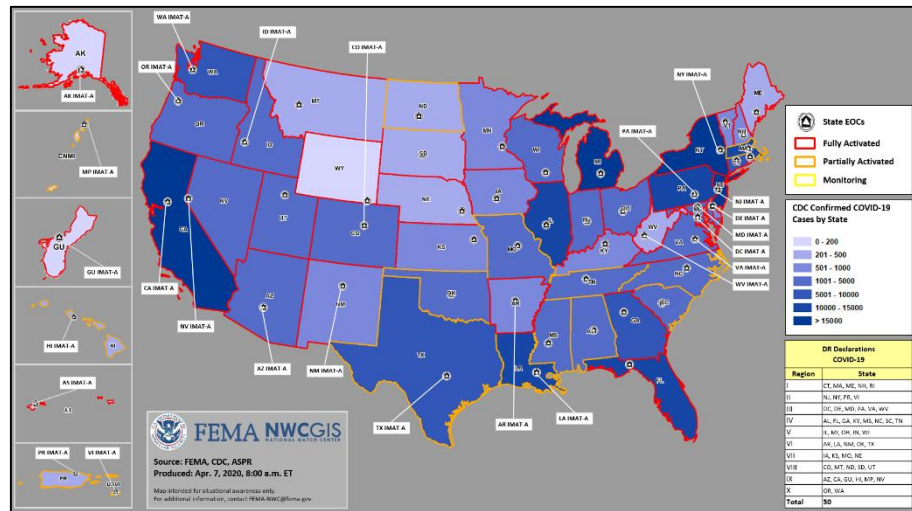 WA IMAT-A
ID IMAT-A
CO IMAT-A
NY IMAT-A
AK
AK IMAT-A
OR IMAT-A
PA IMAT-A
CNMI
MP IMAT-A
GU
GU IMAT-A
HI IMAT-A
HI
AS IMAT-A
AS
PR IMAT-A
VI IMAT-A
PR
WA
MT
ND
MN
ME
VT
NH
OR
ID
WY
SD
WI
MI
NY
MA
CT
NV
UT
CO
NE
IA
IL
IN
OH
PA
NJ
WV
VA
CA
AZ
NM
KS
MO
KY
NC
OK
AR
TN
SC
TX
LA
MS
AL
GA
FL
NJ IMAT-A
DE IMAT-A
MD IMAT-A
DC IMAT-A
VA IMAT-A
WV IMAT-A
CA IMAT-A
NV IMAT-A
AZ IMAT-A
NM IMAT-A
TX IMAT-A
AR IMAT A
LA IMAT-A
State EOCs
Fully Activated
Partially Activated
Monitoring
CDC Confirmed COVID-19
Cases by State
0 - 200
201 - 500
501 - 1000
1001 - 5000
5001 - 10000
10000 - 15000
> 15000
DR Declarations
COVID-19
Region State
I CT, MA, ME, NH, RI
II NJ, NY, PR, VI
III DC, DE, MD, PA, VA, WV
IV AL, FL, GA, KY, MS, NC, SC, TN
V IL, MI, OH, IN, WI
VI AR, LA, NM, OK, TX
VII IA, KS, MO, NE
VIII CO, MT, ND, SD, UT
IX AZ, CA, GU, HI, MP, NV
X OR, WA
Total 50
FEMA NWCGIS
NATIONAL WATCH CENTER
Source: FEMA, CDC, ASPR
Produced: Apr. 7, 2020, 8:00 a.m. ET
Map intended for situational awareness only.
For additional information, contact FEMA-NWC@fema.gov.